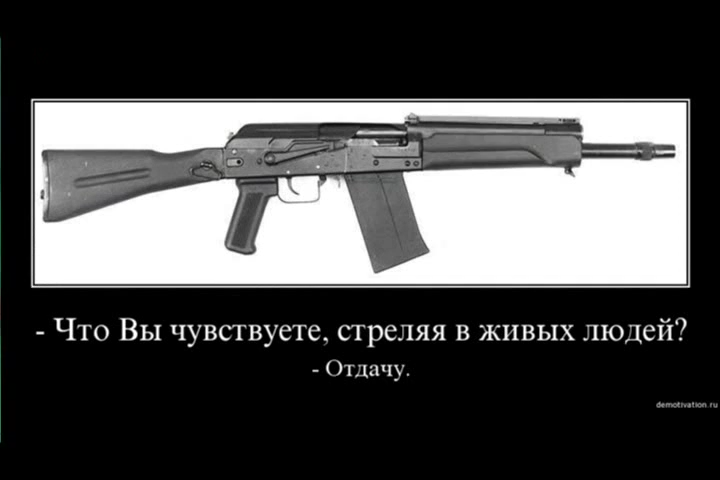 - Что Вы чувствуете, стреляя в живых людей?
- Отдачу.
demotivation.ru